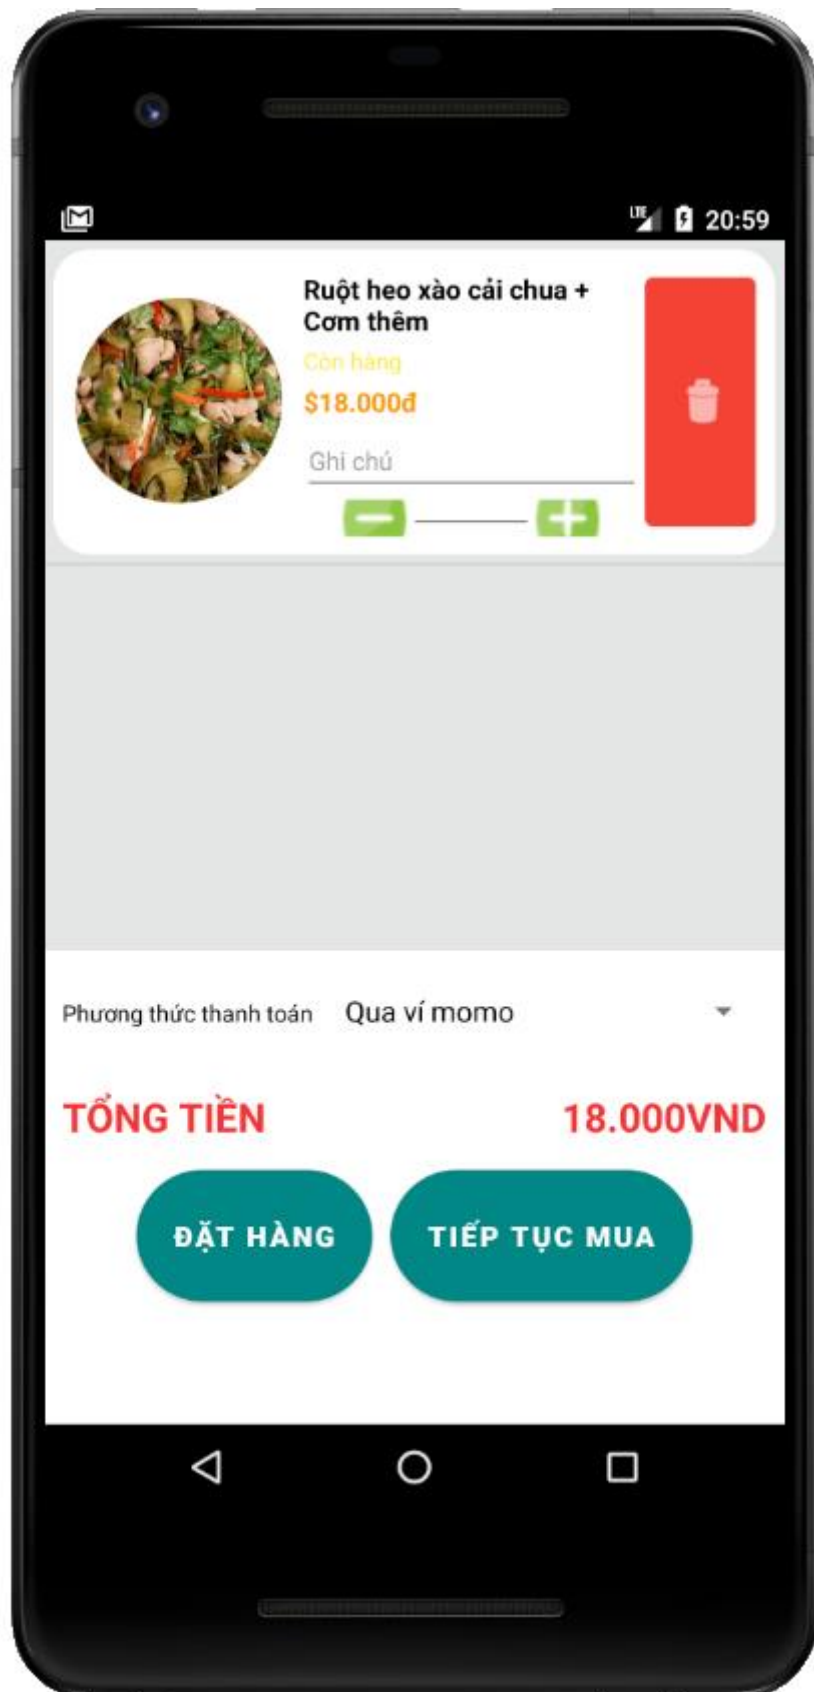 LTE 20:59
Ruột heo xào cải chua +
Cơm thêm
Còn hàng
$18.000đ
Ghi chú
Phương thức thanh toán Qua ví momo
TỔNG TIỀN 18.000VND
ĐẶT HÀNG TIẾP TỤC MUA